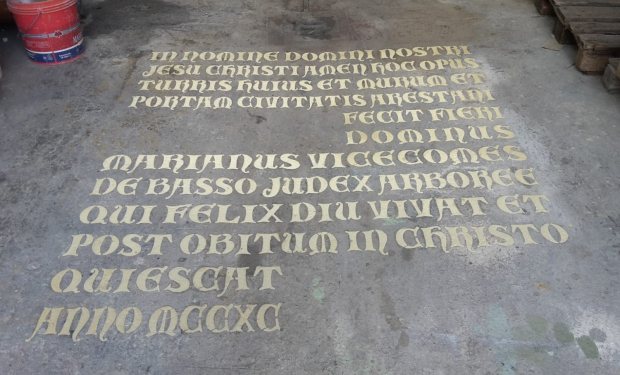 IN NOMINE DOMINI NOSTRI
JESU CHRISTI AMEN HOC OPUS
TURRIS HUIUS ET MURUM ET
PORTAM CIVITATIS ARESTANI
FECIT FIERI
DOMINUS
MARIANUS VICECOMES
DE BASSO JUDEX ARBOREE
QUI FELIX DIU VIVAT ET
POST OBITUM IN CHRISTO
QUIESCAT
ANNO MCCXC